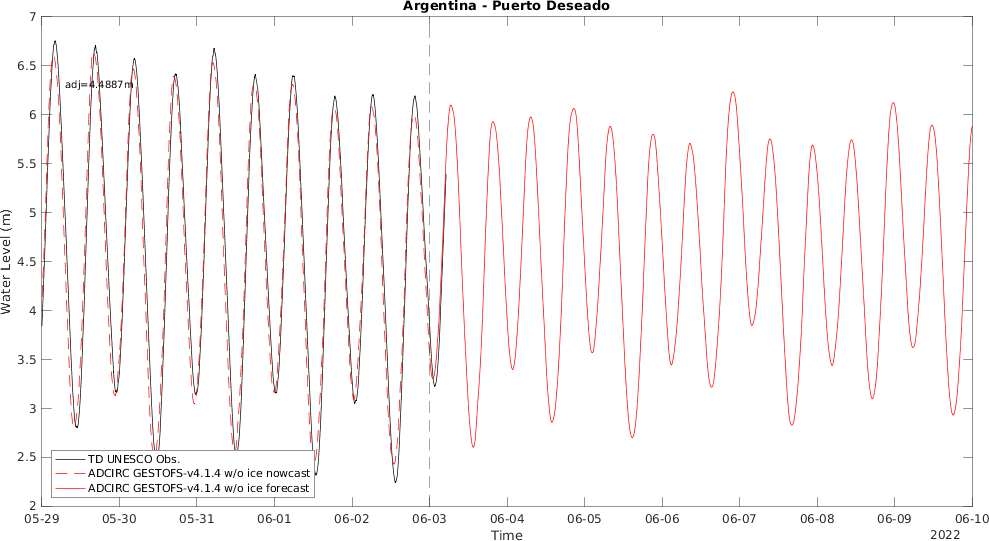 Argentina - Puerto Deseado
Water Level (m)
7
6.5
6
5.5
5
4.5
4
3.5
3
2.5
2
adj=4.4887m
TD UNESCO Obs.
ADCIRC GESTOFS-v4.1.4 w/o ice nowcast
ADCIRC GESTOFS-v4.1.4 w/o ice forecast
05-29 05-30 05-31 06-01 06-02 06-03 06-04 06-05 06-06 06-07 06-08 06-09 06-10
Time
2022